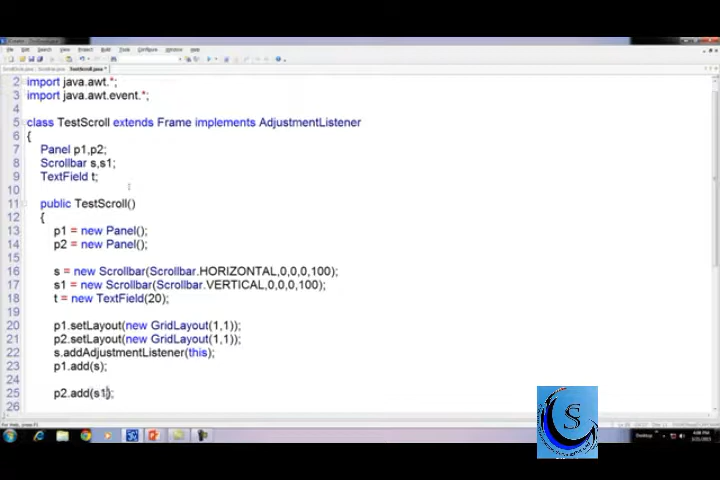 2 import java.awt.*;
3 import java.awt.event.*;
4
5 class TestScroll extends Frame implements AdjustmentListener
6 {
7 Panel p1,p2;
8 Scrollbar s,s1;
9 TextField t;
10
11 public TestScroll()
12 {
13 p1 = new Panel();
14 p2 = new Panel();
16 s = new Scrollbar(Scrollbar.HORIZONTAL,0,0,0,100);
17 s1 = new Scrollbar(Scrollbar.VERTICAL,0,0,0,100);
18 t = new TextField(20);
20 p1.setLayout(new GridLayout(1,1));
21 p2.setLayout(new GridLayout(1,1));
22 s.addAdjustmentListener(this);
23 p1.add(s);
24
25 p2.add(s1);
26
S
Desktop
4:08 PM